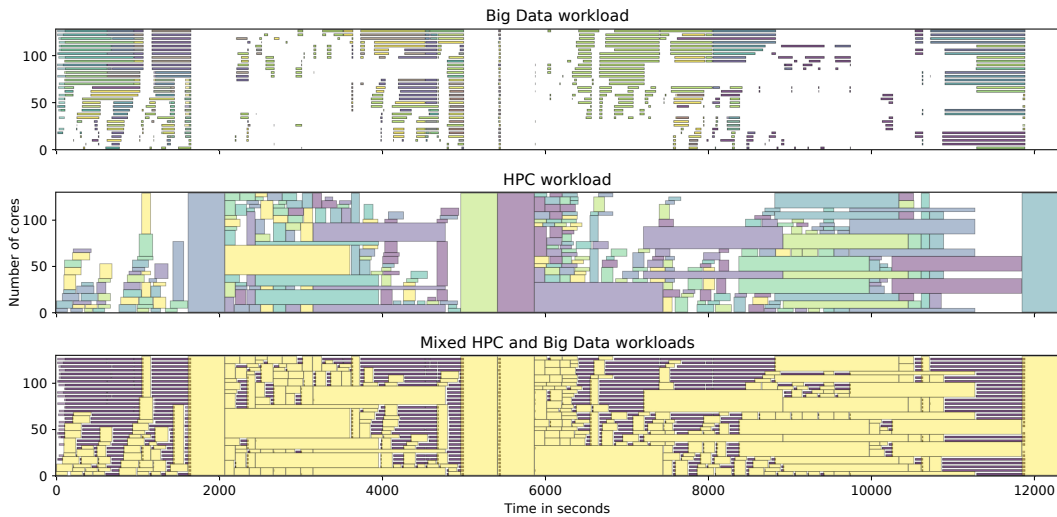 Big Data workload
100
50
0
HPC workload
Number of cores
100
50
0
Mixed HPC and Big Data workloads
100
50
0
0 2000 4000 6000 8000 10000 12000
Time in seconds